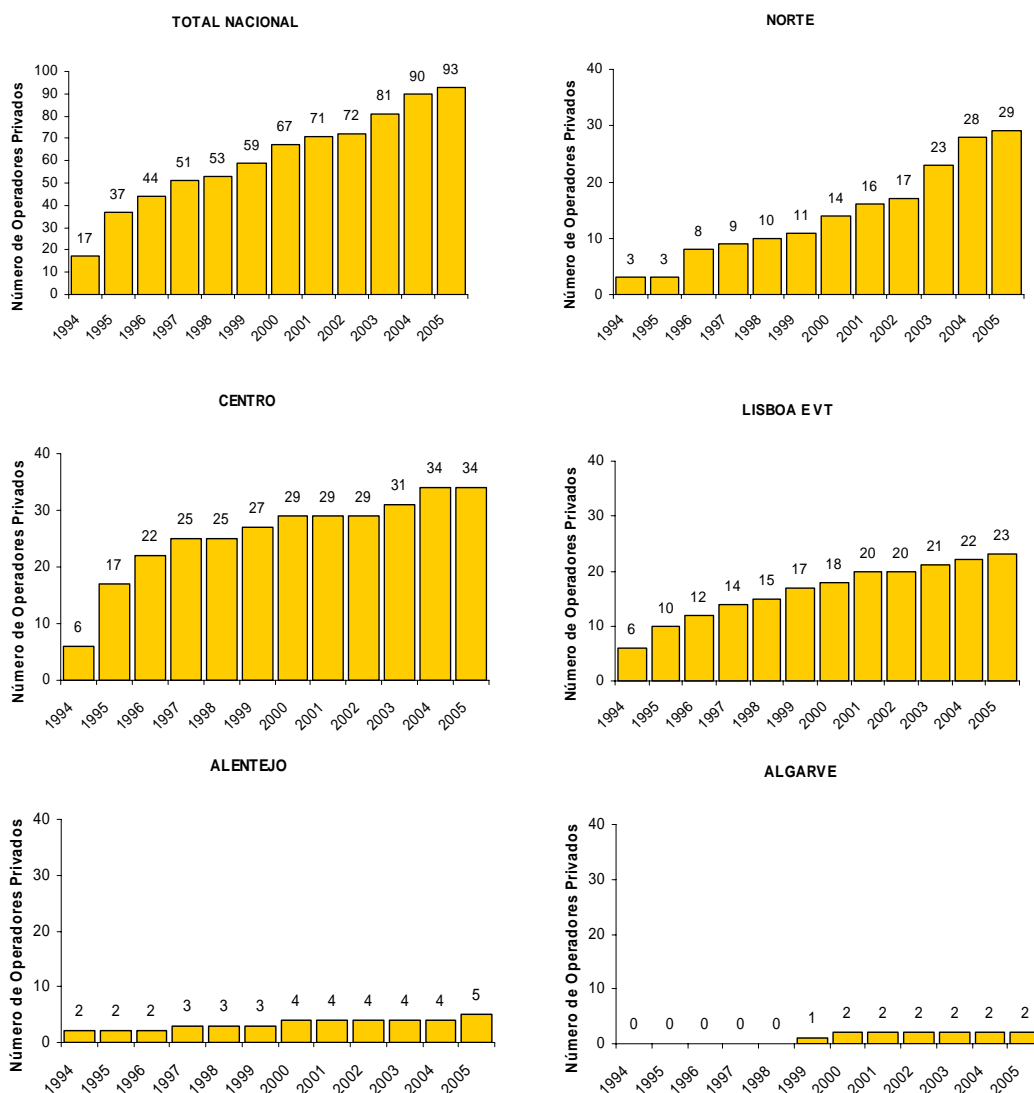 TOTAL NACIONAL
Número de Operadores Privados
100
90
80
70
60
50
40
30
20
10
0
17 37 44 51 53 59 67 71 72 81 90 93
1994 1995 1996 1997 1998 1999 2000 2001 2002 2003 2004 2005
NORTE
Número de Operadores Privados
40
30
20
10
0
3 3 8 9 10 11 14 16 17 23 28 29
1994 1995 1996 1997 1998 1999 2000 2001 2002 2003 2004 2005
CENTRO
Número de Operadores Privados
40
30
20
10
0
6 17 22 25 25 27 29 29 29 31 34 34
1994 1995 1996 1997 1998 1999 2000 2001 2002 2003 2004 2005
LISBOA E VT
Número de Operadores Privados
40
30
20
10
0
6 10 12 14 15 17 18 20 20 21 22 23
1994 1995 1996 1997 1998 1999 2000 2001 2002 2003 2004 2005
ALENTEJO
Número de Operadores Privados
40
30
20
10
0
2 2 2 3 3 3 4 4 4 4 4 5
1994 1995 1996 1997 1998 1999 2000 2001 2002 2003 2004 2005
ALGARVE
Número de Operadores Privados
40
30
20
10
0
0 0 0 0 0 1 2 2 2 2 2 2
1994 1995 1996 1997 1998 1999 2000 2001 2002 2003 2004 2005